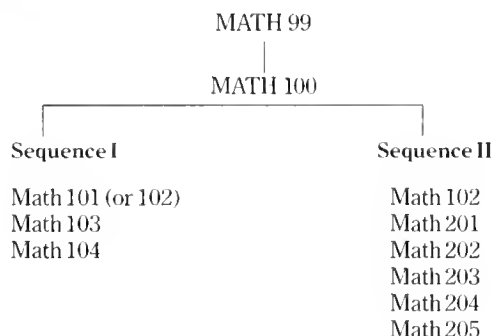 MATH 99
MATH 100
Sequence I
Math 101 (or 102)
Math 103
Math 104
Sequence II
Math 102
Math 201
Math 202
Math 203
Math 204
Math 205